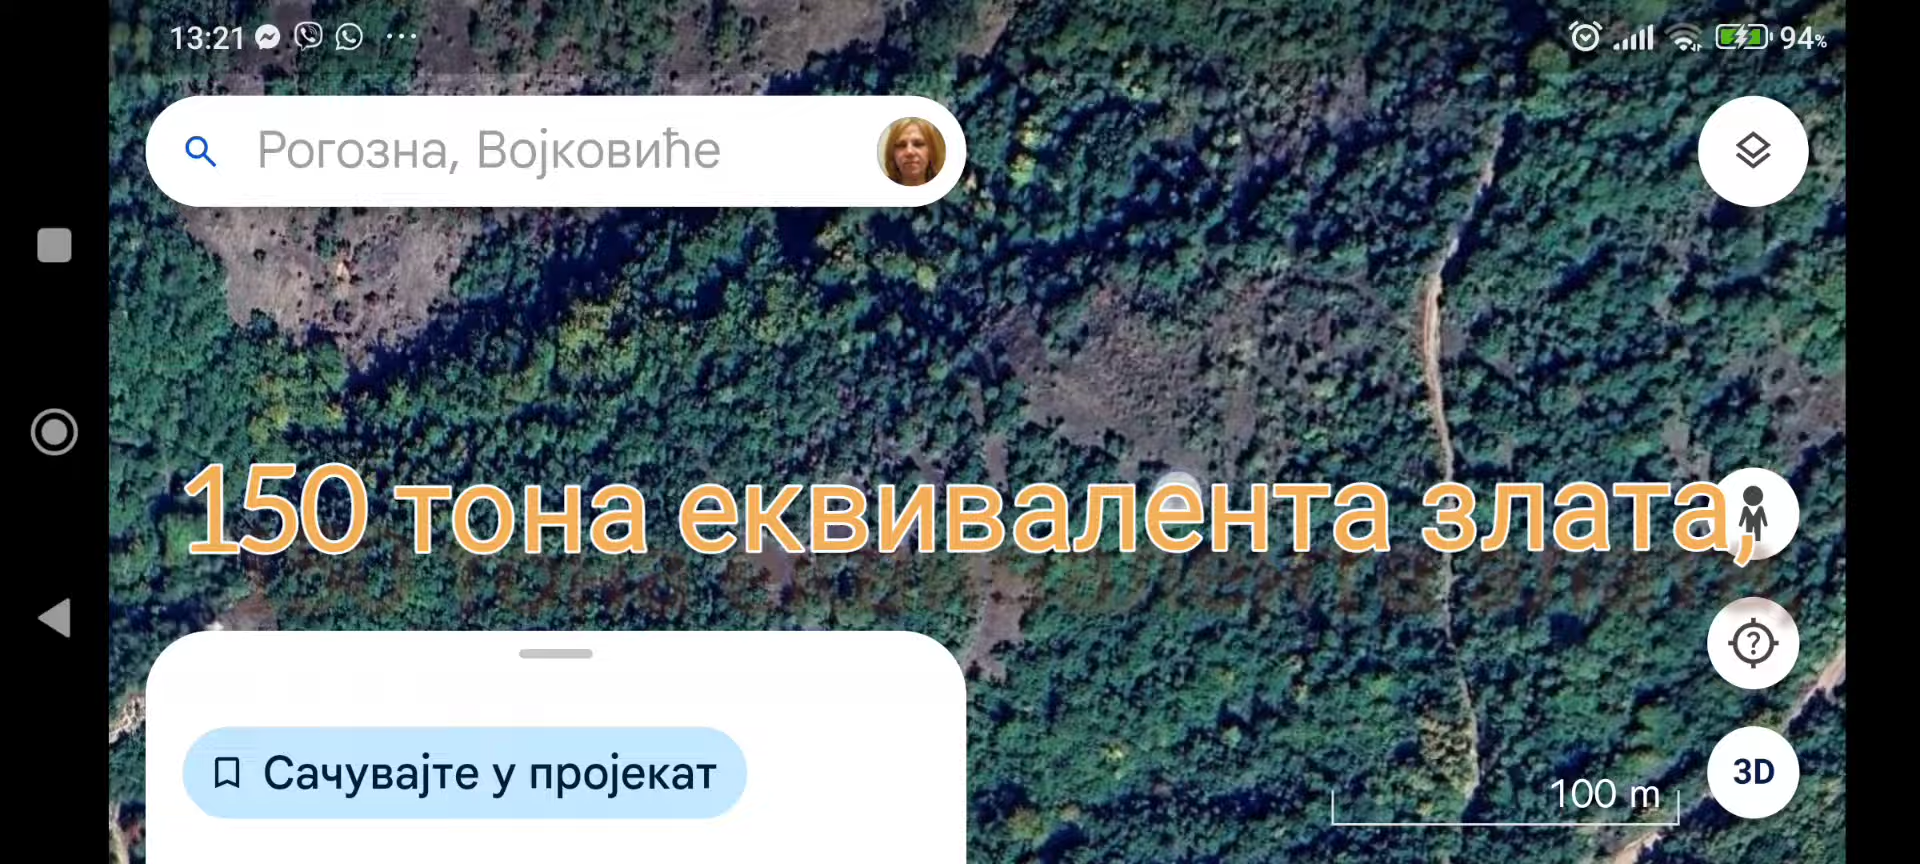 13:21
94%
Рогозна, Војковиће
150 тона еквивалента злата,
Сачувајте у пројекат
100 m
3D